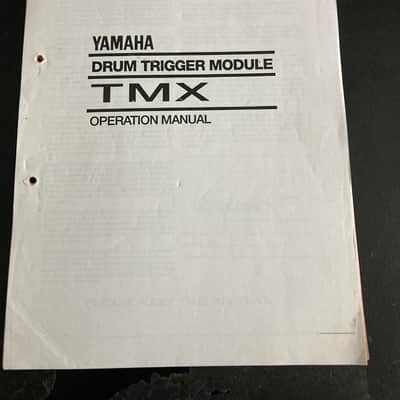 YAMAHA
DRUM TRIGGER MODULE
TMX
OPERATION MANUAL